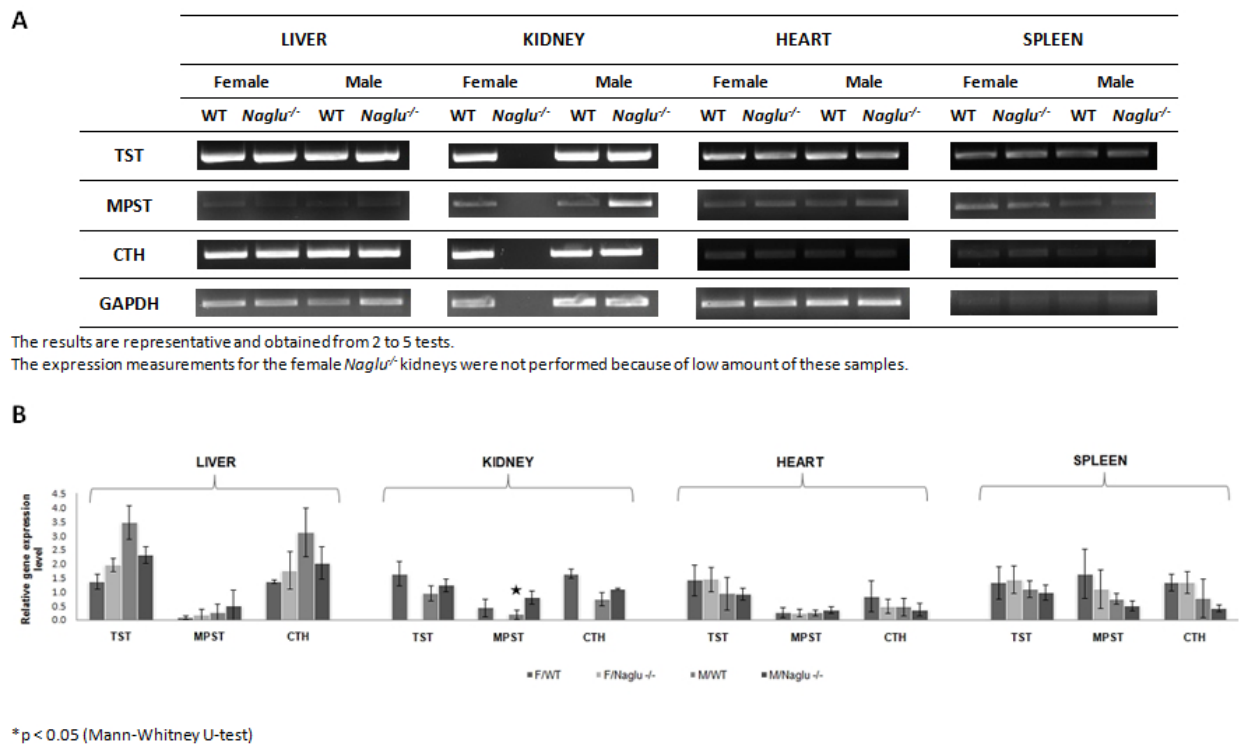 A
LIVER KIDNEY HEART SPLEEN
Female Male Female Male Female Male Female Male
WT Naglu-/- WT Naglu-/- WT Naglu-/- WT Naglu-/- WT Naglu-/- WT Naglu-/- WT Naglu-/- WT Naglu-/-
TST
MPST
CTH
GAPDH
The results are representative and obtained from 2 to 5 tests.
The expression measurements for the female Naglu-/- kidneys were not performed because of low amount of these samples.
B
LIVER KIDNEY HEART SPLEEN
Relative gene expression
level
4.5
4.0
3.5
3.0
2.5
2.0
1.5
1.0
0.5
0.0
★
TST MPST CTH TST MPST CTH TST MPST CTH TST MPST CTH
F/WT F/Naglu -/- M/WT M/Naglu -/-
*p < 0.05 (Mann-Whitney U-test)